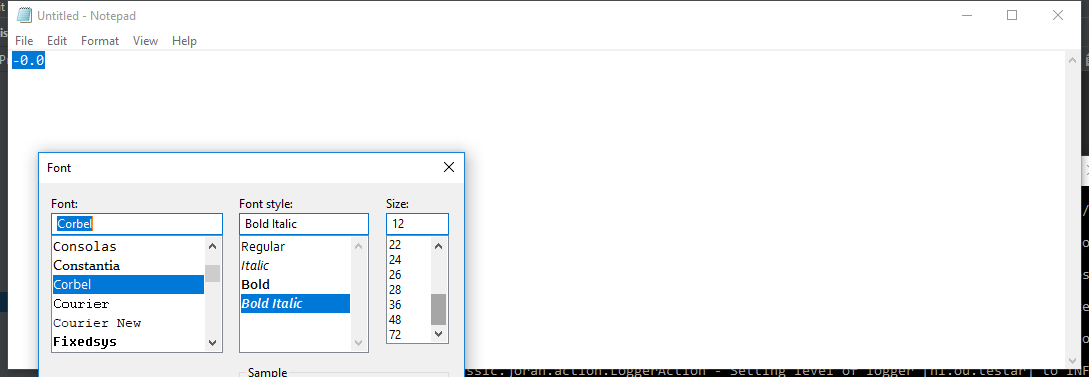 Untitled - Notepad
File Edit Format View Help
-0.0
Font
Font: Font style: Size:
Corbel Bold Italic 12
Consolas Regular 22
Constantia Italic 24
Corbel Bold 26
Courier Bold Italic 28
Courier New 36
Fixedsys 48
72
Sample
ssic.joran.action.LoggerAction - Setting level of logger [nl.ou.testar] to INF